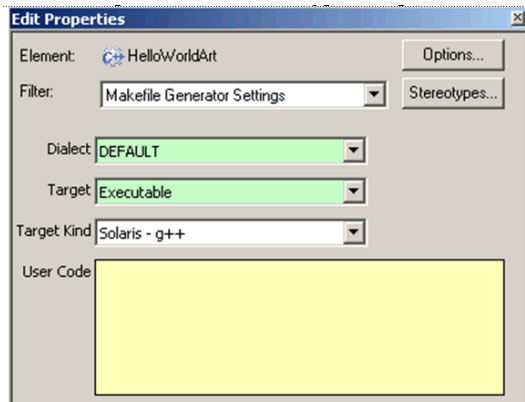 Edit Properties
Element: C++ HelloWorldArt Options...
Filter: Makefile Generator Settings Stereotypes...
Dialect DEFAULT
Target Executable
Target Kind Solaris - g++
User Code